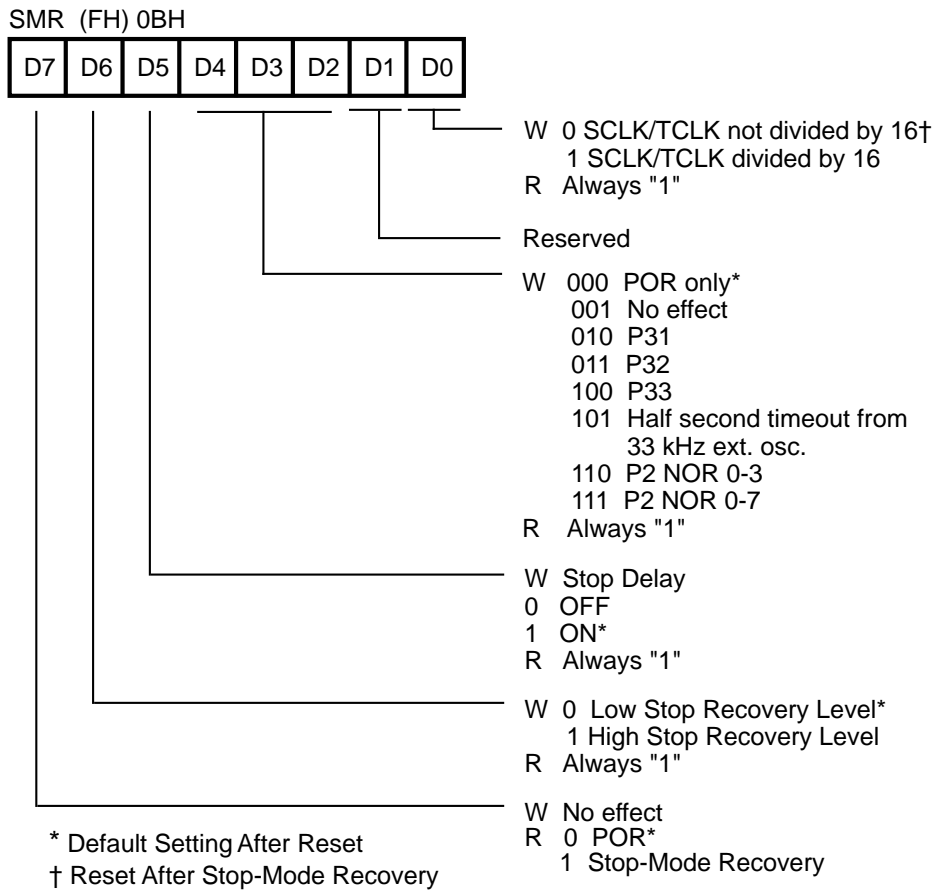 SMR (FH) 0BH
D7 D6 D5 D4 D3 D2 D1 D0
W 0 SCLK/TCLK not divided by 16†
1 SCLK/TCLK divided by 16
R Always "1"
Reserved
W 000 POR only*
001 No effect
010 P31
011 P32
100 P33
101 Half second timeout from
33 kHz ext. osc.
110 P2 NOR 0-3
111 P2 NOR 0-7
R Always "1"
W Stop Delay
0 OFF
1 ON*
R Always "1"
W 0 Low Stop Recovery Level*
1 High Stop Recovery Level
R Always "1"
W No effect
R 0 POR*
1 Stop-Mode Recovery
* Default Setting After Reset
† Reset After Stop-Mode Recovery